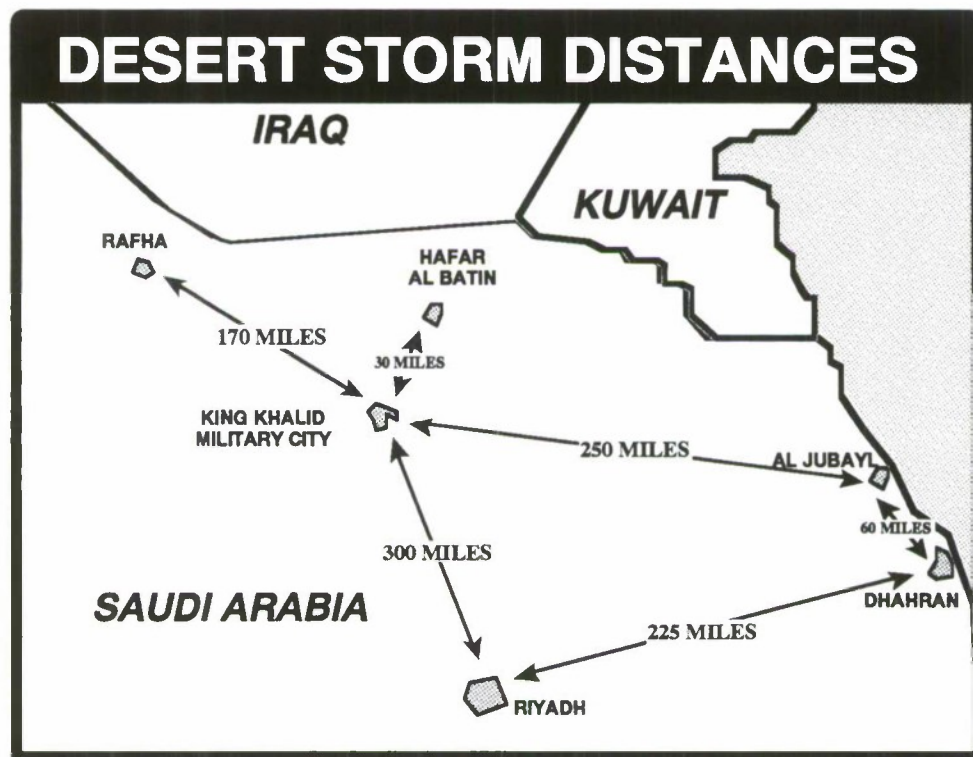 DESERT STORM DISTANCES
IRAQ
KUWAIT
RAFHA
HAFAR
AL BATIN
170 MILES
30 MILES
KING KHALID
MILITARY CITY
250 MILES
AL JUBAYL
60 MILES
300 MILES
DHAHRAN
SAUDI ARABIA
225 MILES
RIYADH